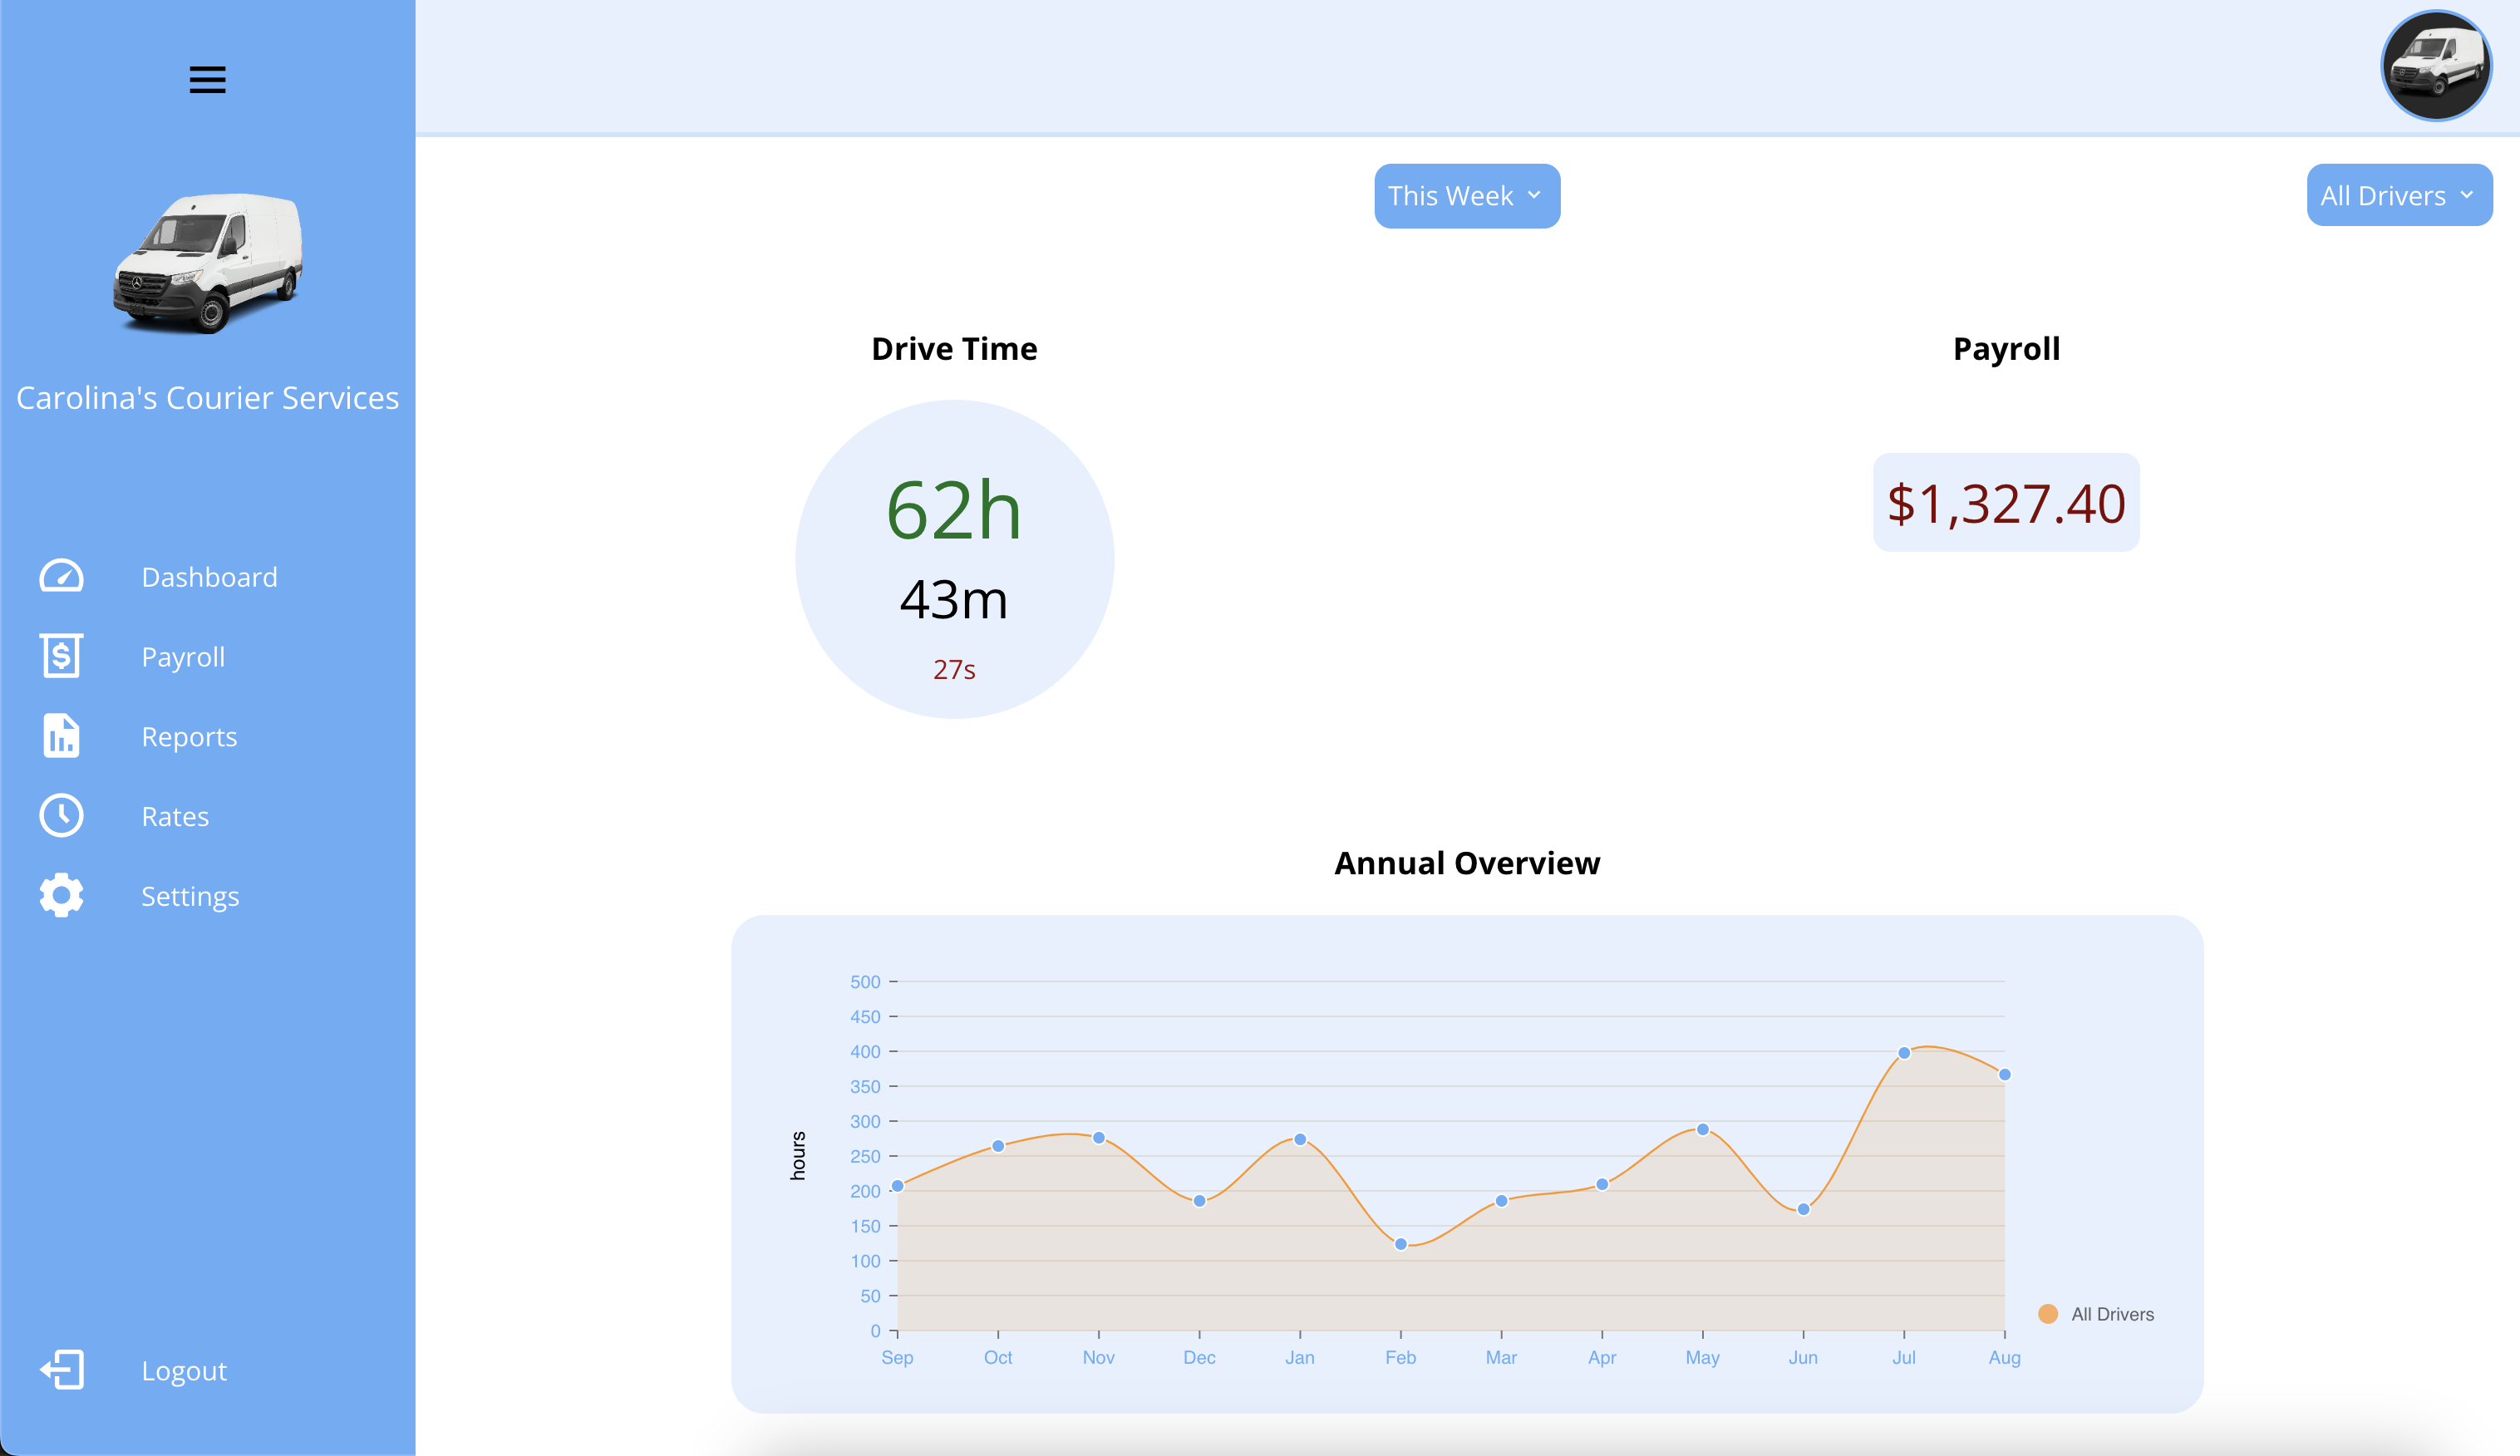 Carolina's Courier Services
Dashboard
Payroll
Reports
Rates
Settings
Logout
This Week
All Drivers
Drive Time
62h
43m
27s
Payroll
$1,327.40
Annual Overview
500
450
400
350
300
250
200
150
100
50
0
hours
Sep Oct Nov Dec Jan Feb Mar Apr May Jun Jul Aug
All Drivers